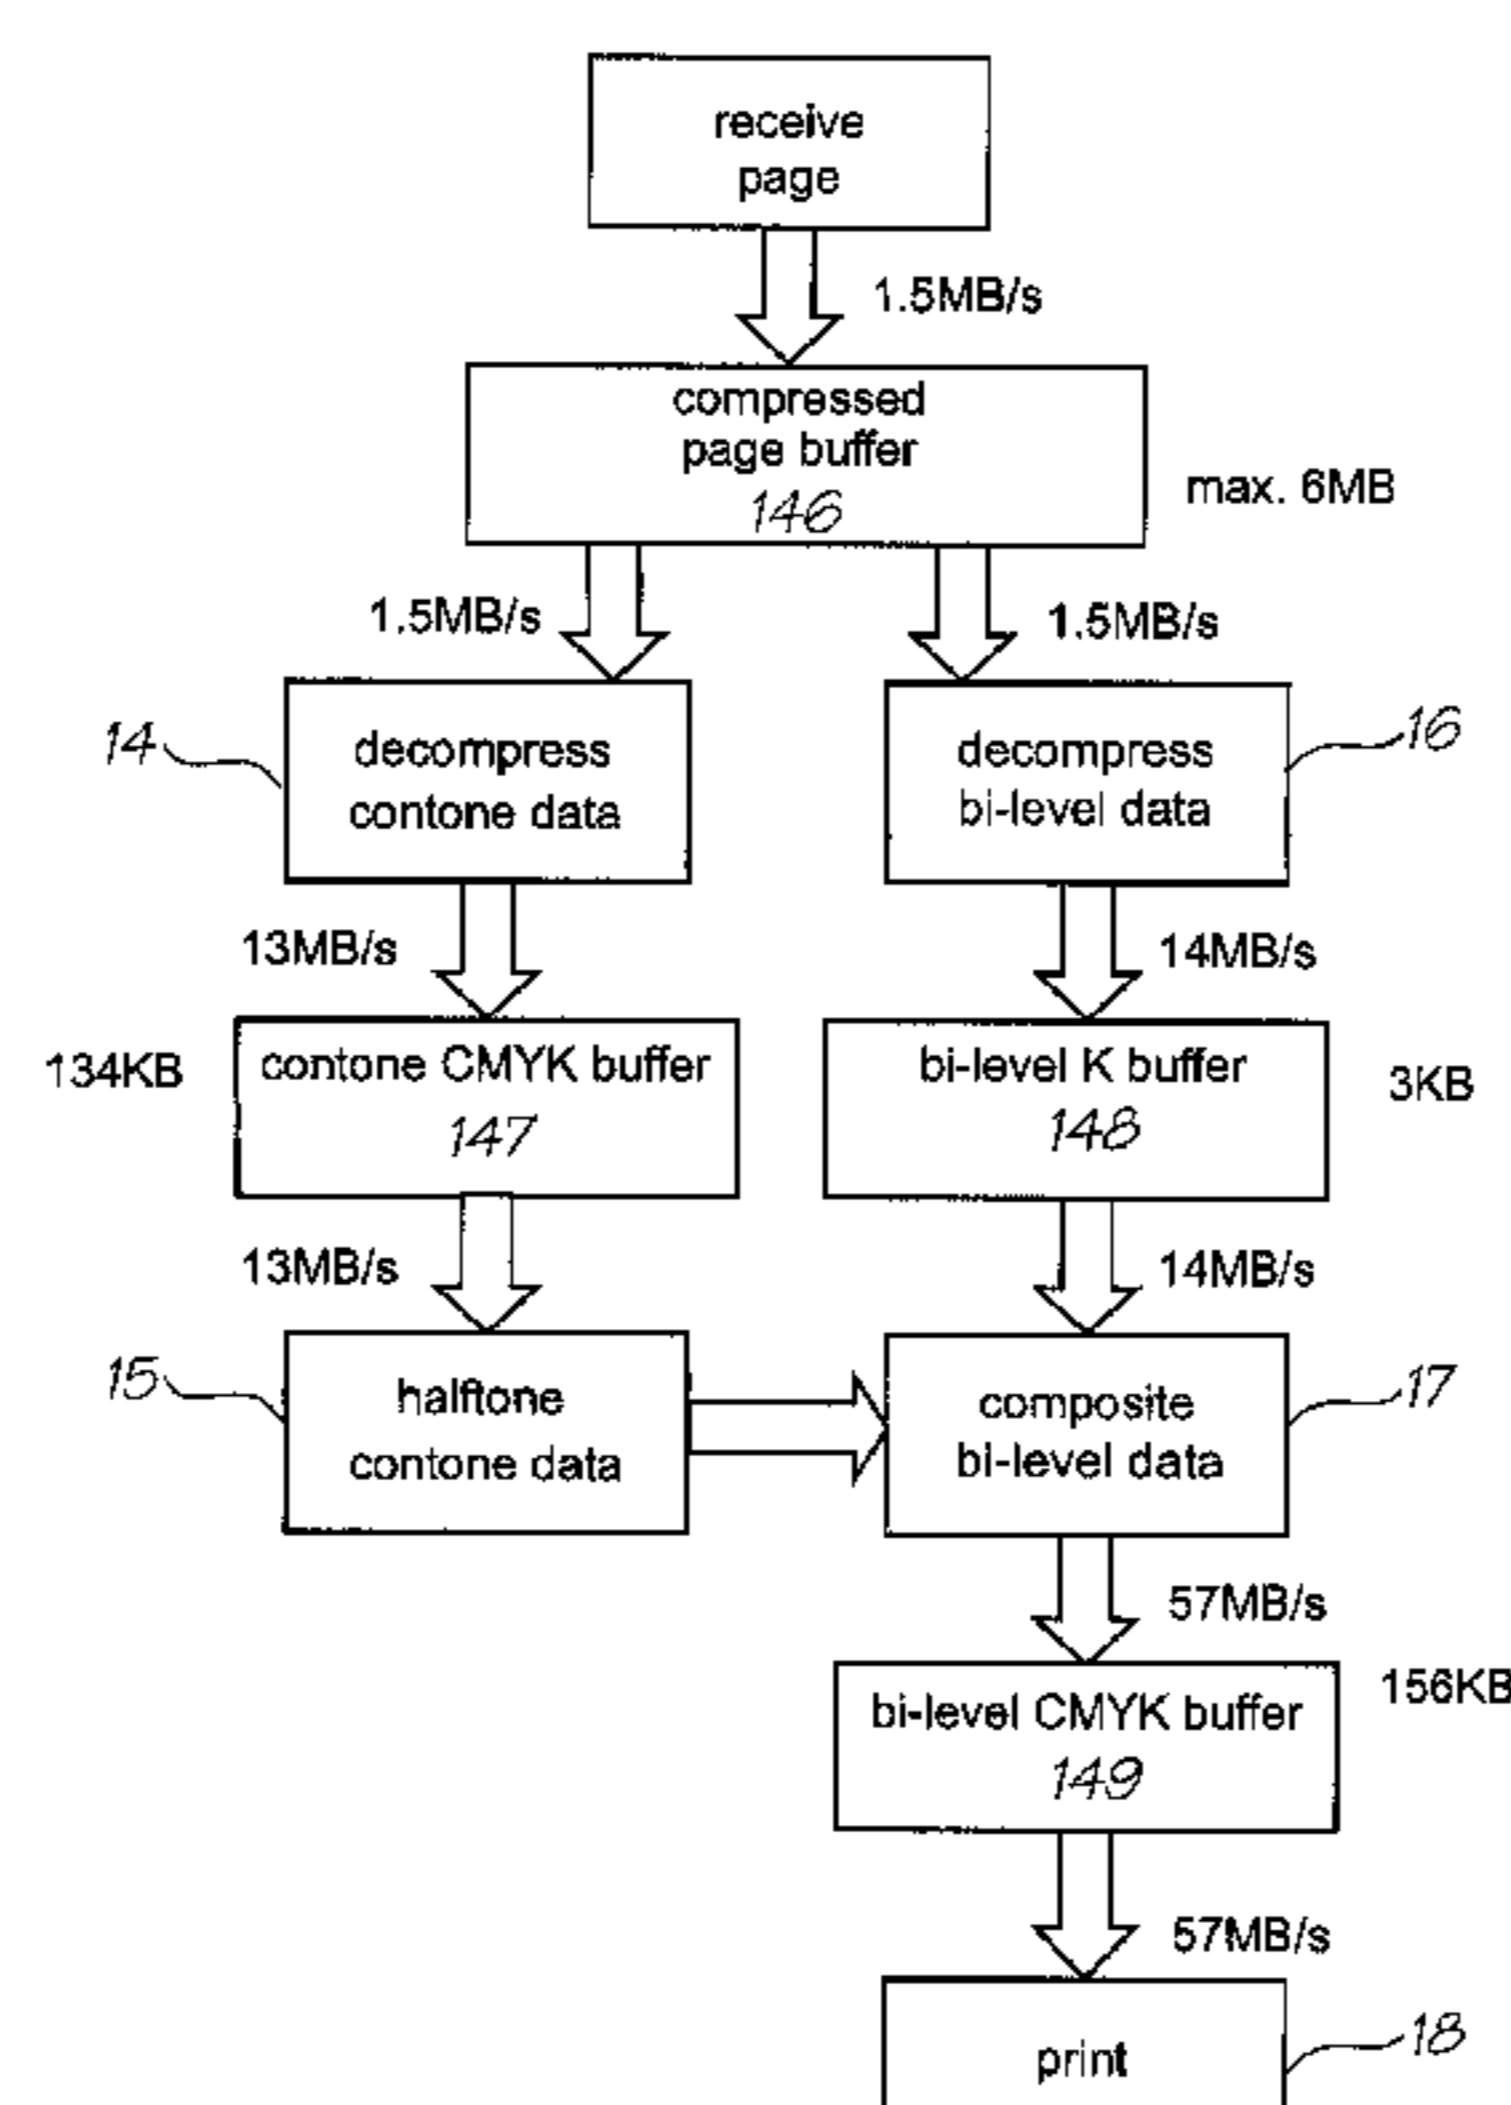 receive
page
1.5MB/s
compressed
page buffer
146
max. 6MB
1.5MB/s
1.5MB/s
14
decompress
contone data
decompress
bi-level data
16
13MB/s
14MB/s
134KB
contone CMYK buffer
147
bi-level K buffer
148
3KB
13MB/s
14MB/s
15
halftone
contone data
composite
bi-level data
17
57MB/s
bi-level CMYK buffer
149
156KB
57MB/s
print
18